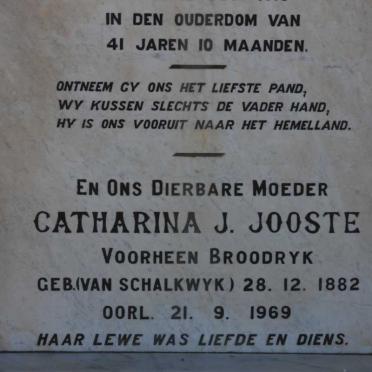 IN DEN OUDERDOM VAN
41 JAREN 10 MAANDEN.
ONTNEEM GY ONS HET LIEFSTE PAND,
WY KUSSEN SLECHTS DE VADER HAND,
HY IS ONS VOORUIT NAAR HET HEMELLAND.
EN ONS DIERBARE MOEDER
CATHARINA J. JOOSTE
VOORHEEN BROODRYK
GEB.(VAN SCHALKWYK) 28. 12. 1882
OORL. 21. 9. 1969
HAAR LEWE WAS LIEFDE EN DIENS.